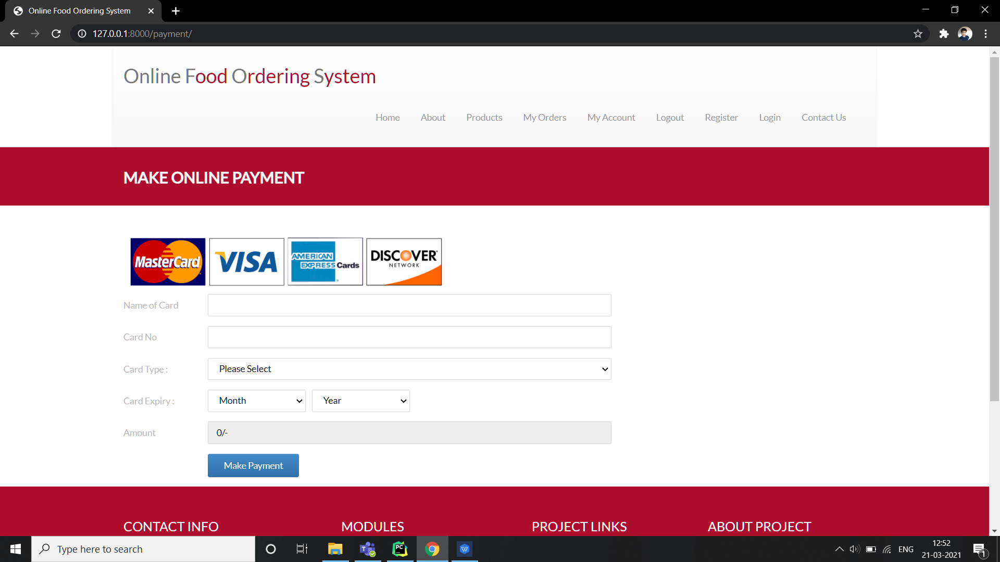 Online Food Ordering System
127.0.0.1:8000/payment/
Online Food Ordering System
Home About Products My Orders My Account Logout Register Login Contact Us
MAKE ONLINE PAYMENT
MasterCard VISA AMERICAN EXPRESS Cards DISCOVER NETWORK
Name of Card
Card No
Card Type : Please Select
Card Expiry : Month Year
Amount 0/-
Make Payment
CONTACT INFO MODULES PROJECT LINKS ABOUT PROJECT
Type here to search
ENG
12:52
21-03-2021
1